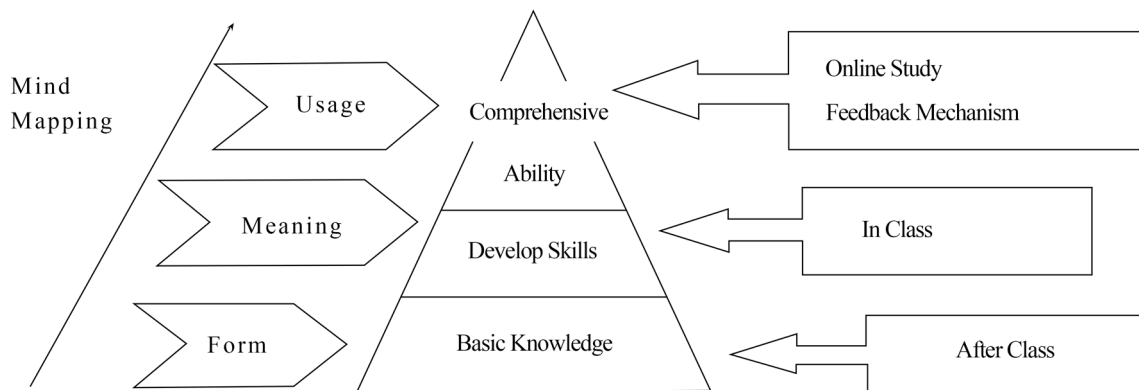 Mind
Mapping
Usage
Meaning
Form
Comprehensive
Ability
Develop Skills
Basic Knowledge
Online Study
Feedback Mechanism
In Class
After Class